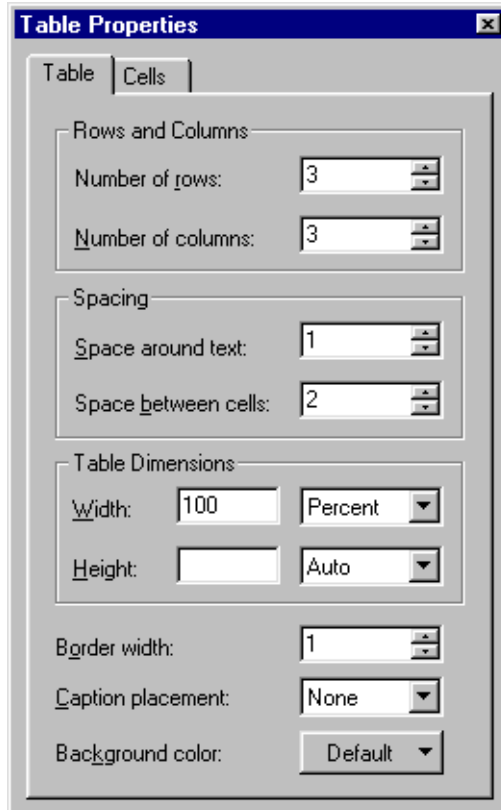 Table Properties
Table Cells
Rows and Columns
Number of rows: 3
Number of columns: 3
Spacing
Space around text: 1
Space between cells: 2
Table Dimensions
Width: 100 Percent
Height: Auto
Border width: 1
Caption placement: None
Background color: Default